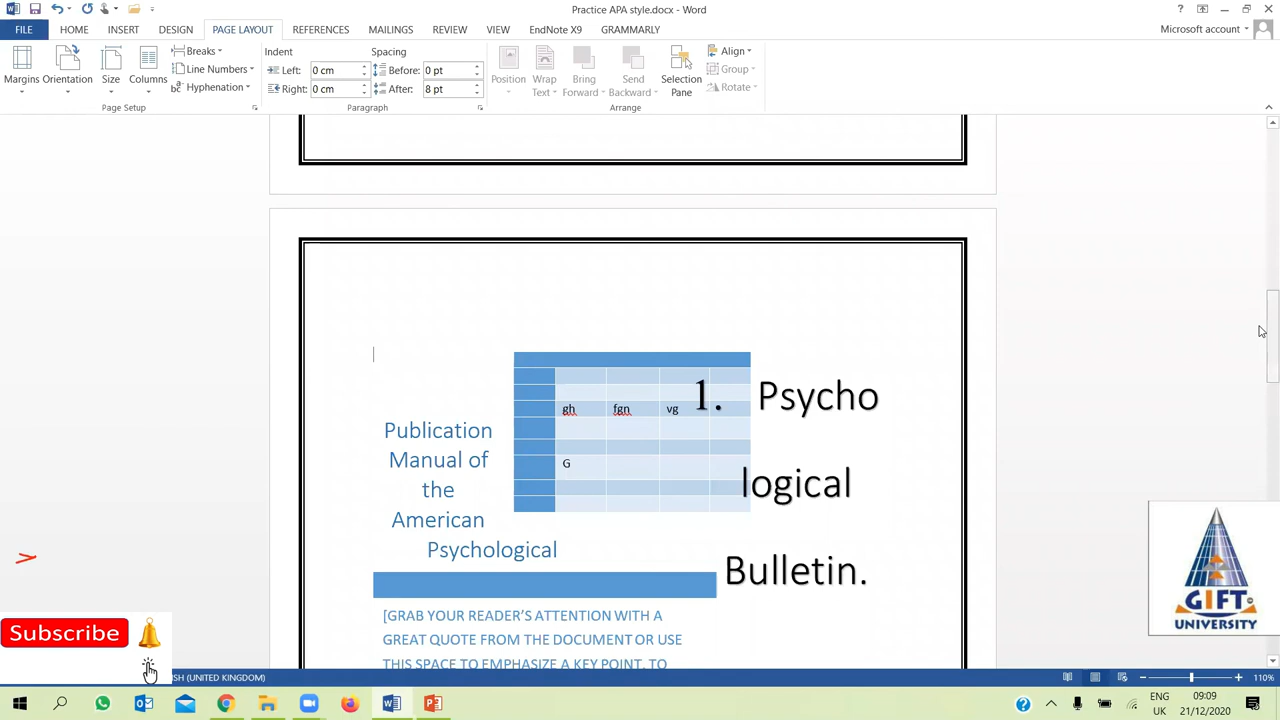 Practice APA style.docx - Word
FILE HOME INSERT DESIGN PAGE LAYOUT REFERENCES MAILINGS REVIEW VIEW EndNote X9 GRAMMARLY Microsoft account
Margins Orientation Size Columns
Breaks
Line Numbers
Hyphenation
Page Setup
Indent
Left: 0 cm
Right: 0 cm
Spacing
Before: 0 pt
After: 8 pt
Paragraph
Position
Wrap Text
Bring Forward
Send Backward
Selection Pane
Align
Group
Rotate
Arrange
gh fgn vg
G
1. Psycho
logical
Bulletin.
Publication
Manual of
the
American
Psychological
[GRAB YOUR READER'S ATTENTION WITH A
GREAT QUOTE FROM THE DOCUMENT OR USE
THIS SPACE TO EMPHASIZE A KEY POINT. TO
GIFT
UNIVERSITY
Subscribe
SH (UNITED KINGDOM)
110%
ENG
UK
09:09
21/12/2020